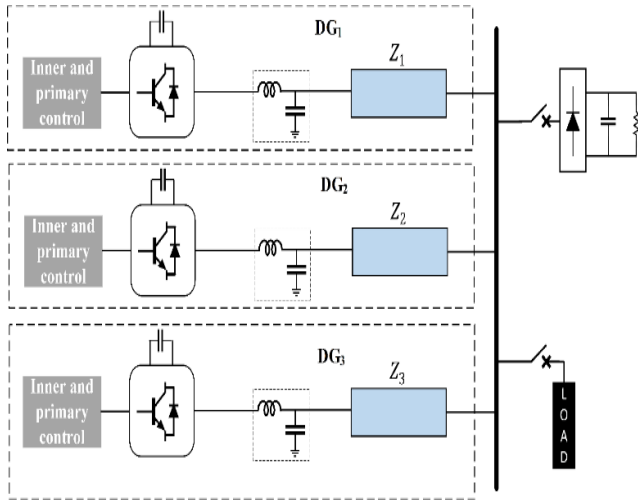 DG₁
Inner and
primary
control
Z₁
DG₂
Inner and
primary
control
Z₂
DG₃
Inner and
primary
control
Z₃
L
O
A
D